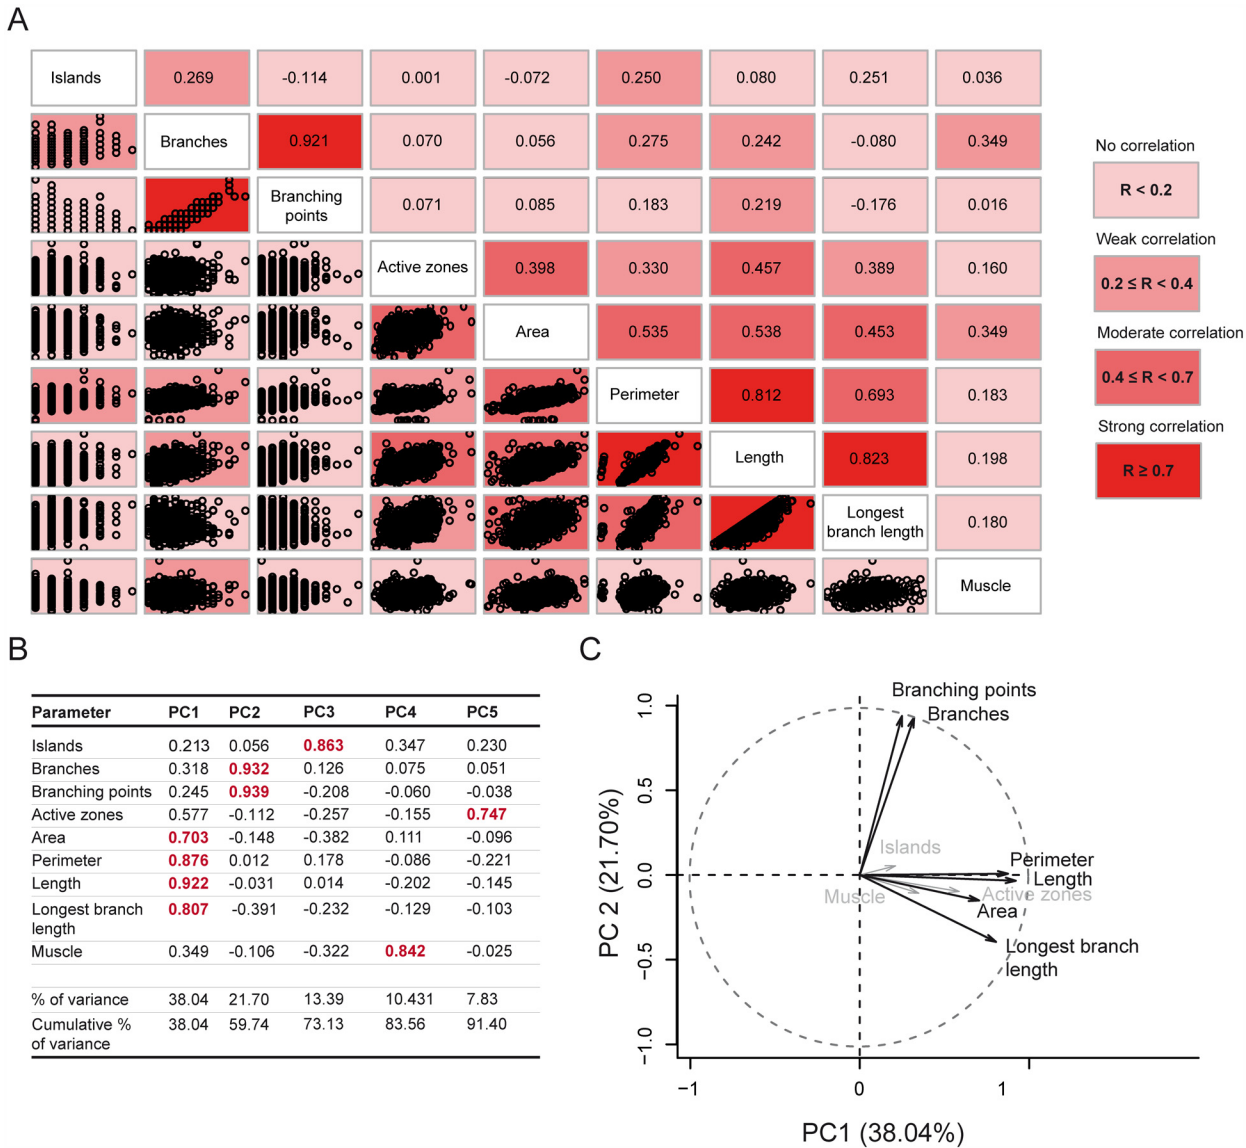 A
Islands 0.269 -0.114 0.001 -0.072 0.250 0.080 0.251 0.036
Branches 0.921 0.070 0.056 0.275 0.242 -0.080 0.349
Branching
points 0.071 0.085 0.183 0.219 -0.176 0.016
Active zones 0.398 0.330 0.457 0.389 0.160
Area 0.535 0.538 0.453 0.349
Perimeter 0.812 0.693 0.183
Length 0.823 0.198
Longest
branch length 0.180
Muscle
No correlation
R < 0.2
Weak correlation
0.2 ≤ R < 0.4
Moderate correlation
0.4 ≤ R < 0.7
Strong correlation
R ≥ 0.7
B
Parameter PC1 PC2 PC3 PC4 PC5
Islands 0.213 0.056 0.863 0.347 0.230
Branches 0.318 0.932 0.126 0.075 0.051
Branching points 0.245 0.939 -0.208 -0.060 -0.038
Active zones 0.577 -0.112 -0.257 -0.155 0.747
Area 0.703 -0.148 -0.382 0.111 -0.096
Perimeter 0.876 0.012 0.178 -0.086 -0.221
Length 0.922 -0.031 0.014 -0.202 -0.145
Longest branch 0.807 -0.391 -0.232 -0.129 -0.103
length
Muscle 0.349 -0.106 -0.322 0.842 -0.025
% of variance 38.04 21.70 13.39 10.431 7.83
Cumulative % 38.04 59.74 73.13 83.56 91.40
of variance
C
PC 2 (21.70%)
1.0
0.5
0.0
−0.5
−1.0
Branching points
Branches
Islands
Perimeter
Length
Muscle
Active zones
Area
Longest branch
length
−1 0 1
PC1 (38.04%)